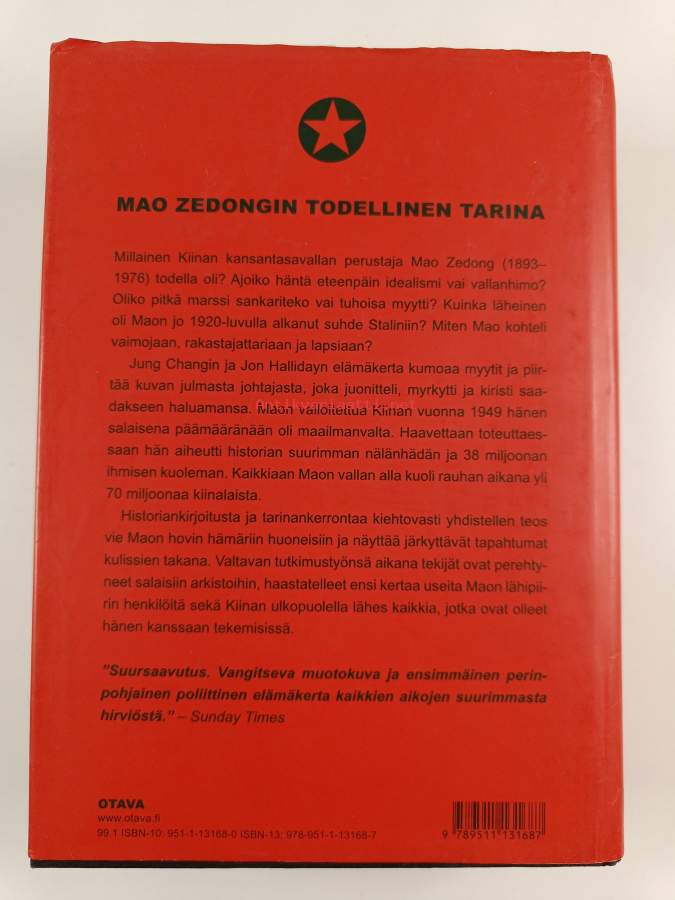 MAO ZEDONGIN TODELLINEN TARINA
Millainen Kiinan kansantasavallan perustaja Mao Zedong (1893–
1976) todella oli? Ajoiko häntä eteenpäin idealismi vai vallanhimo?
Oliko pitkä marssi sankariteko vai tuhoisa myytti? Kuinka läheinen
oli Maon jo 1920-luvulla alkanut suhde Staliniin? Miten Mao kohteli
vaimojaan, rakastajattariaan ja lapsiaan?
Jung Changin ja Jon Hallidayn elämäkerta kumoaa myytit ja piir-
tää kuvan julmasta johtajasta, joka juonitteli, myrkytti ja kiristi saa-
dakseen haluamansa. Maon valloitettua Kiinan vuonna 1949 hänen
salaisena päämääränään oli maailmanvalta. Haavettaan toteuttaes-
saan hän aiheutti historian suurimman nälänhädän ja 38 miljoonan
ihmisen kuoleman. Kaikkiaan Maon vallan alla kuoli rauhan aikana yli
70 miljoonaa kiinalaista.
Historiankirjoitusta ja tarinankerrontaa kiehtovasti yhdistellen teos
vie Maon hovin hämäriin huoneisiin ja näyttää järkyttävät tapahtumat
kulissien takana. Valtavan tutkimustyönsä aikana tekijät ovat perehty-
neet salaisiin arkistoihin, haastatelleet ensi kertaa useita Maon lähipii-
rin henkilöitä sekä Kiinan ulkopuolella lähes kaikkia, jotka ovat olleet
hänen kanssaan tekemisissä.
"Suursaavutus. Vangitseva muotokuva ja ensimmäinen perin-
pohjainen poliittinen elämäkerta kaikkien aikojen suurimmasta
hirviöstä." – Sunday Times
OTAVA
www.otava.fi
99.1 ISBN-10: 951-1-13168-0 ISBN-13: 978-951-1-13168-7
9 789511 131687